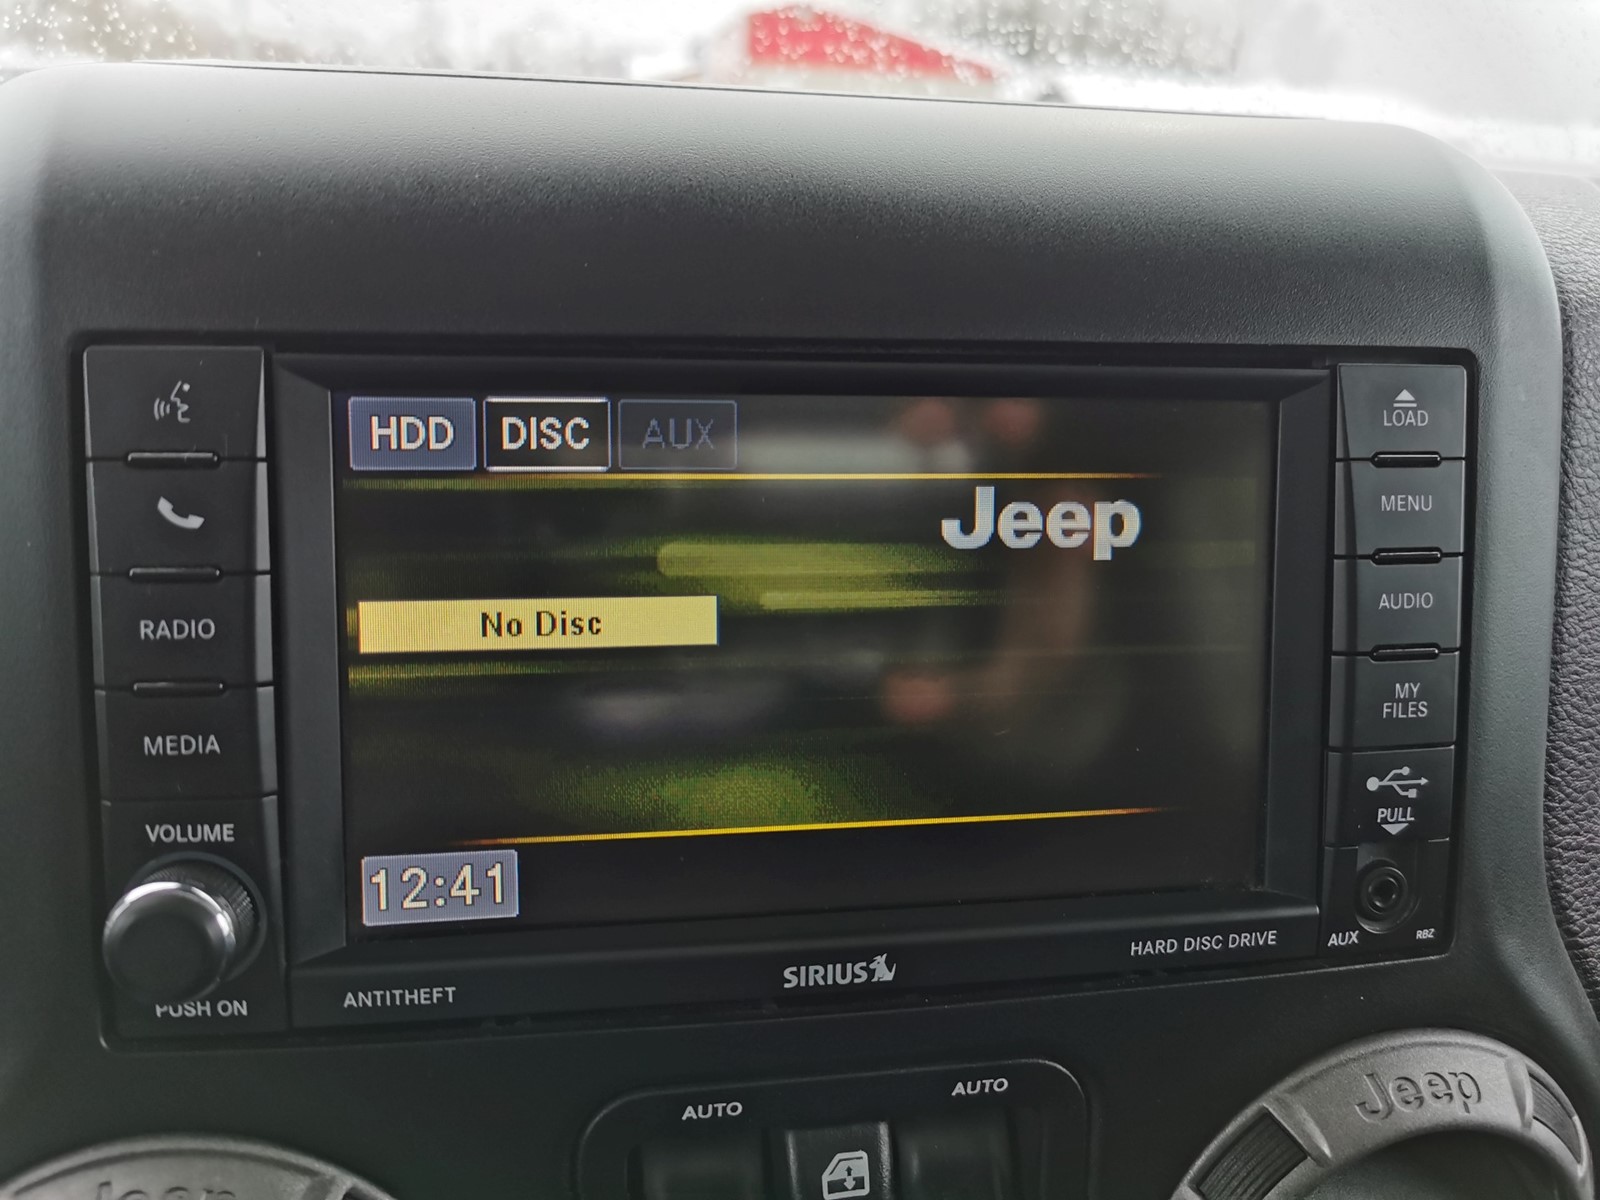 HDD DISC AUX
Jeep
No Disc
12:41
RADIO
MEDIA
VOLUME
PUSH ON
LOAD
MENU
AUDIO
MY
FILES
PULL
AUX RBZ
ANTITHEFT
SIRIUS
HARD DISC DRIVE
AUTO
AUTO
Jeep
Jeep